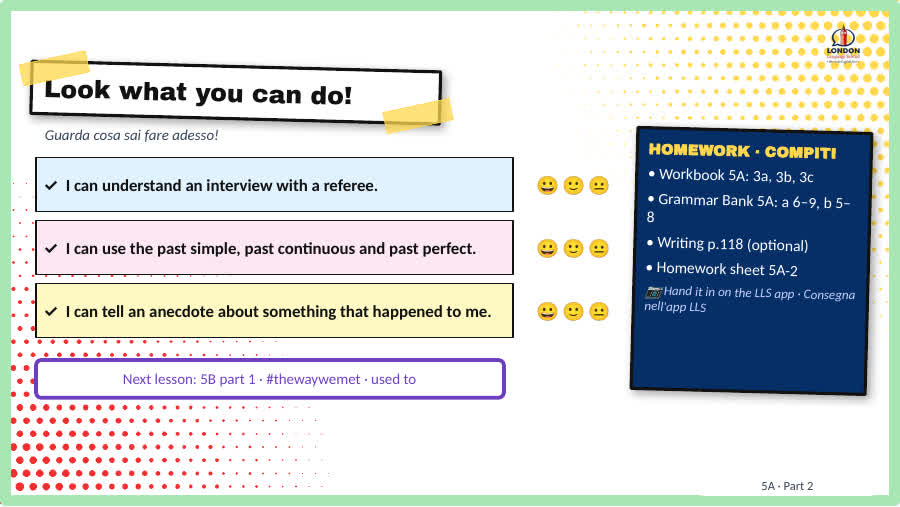 LONDON
Look what you can do!
Guarda cosa sai fare adesso!
✓ I can understand an interview with a referee.
✓ I can use the past simple, past continuous and past perfect.
✓ I can tell an anecdote about something that happened to me.
Next lesson: 5B part 1 · #thewaywemet · used to
HOMEWORK · COMPITI
• Workbook 5A: 3a, 3b, 3c
• Grammar Bank 5A: a 6–9, b 5–
8
• Writing p.118 (optional)
• Homework sheet 5A-2
📷 Hand it in on the LLS app · Consegna
nell'app LLS
5A · Part 2